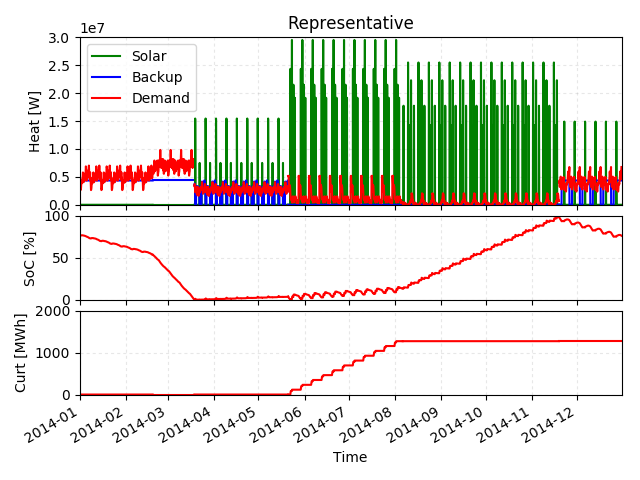 Representative
1e7
3.0
2.5
2.0
1.5
1.0
0.5
0.0
Heat [W]
Solar
Backup
Demand
100
50
0
SoC [%]
2000
1000
0
Curt [MWh]
2014-01
2014-02
2014-03
2014-04
2014-05
2014-06
2014-07
2014-08
2014-09
2014-10
2014-11
2014-12
Time